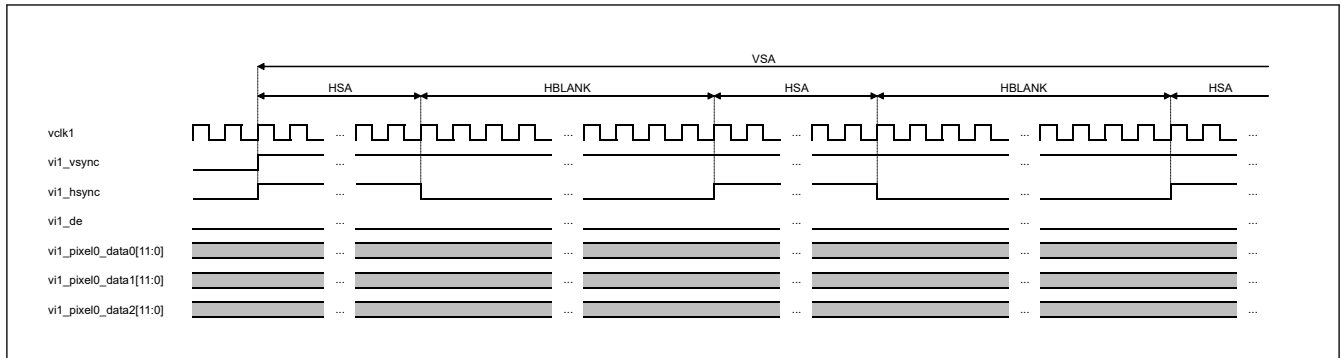 VSA
HSA HBLANK HSA HBLANK HSA
vclk1 ... ... ... ... ...
vi1_vsync ... ... ... ... ...
vi1_hsync ... ... ... ... ...
vi1_de ... ... ... ... ...
vi1_pixel0_data0[11:0] ... ... ... ... ...
vi1_pixel0_data1[11:0] ... ... ... ... ...
vi1_pixel0_data2[11:0] ... ... ... ... ...